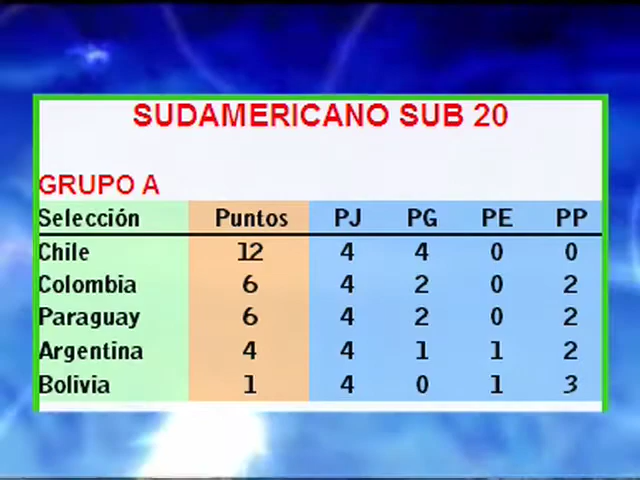 SUDAMERICANO SUB 20
GRUPO A
Selección Puntos PJ PG PE PP
Chile 12 4 4 0 0
Colombia 6 4 2 0 2
Paraguay 6 4 2 0 2
Argentina 4 4 1 1 2
Bolivia 1 4 0 1 3